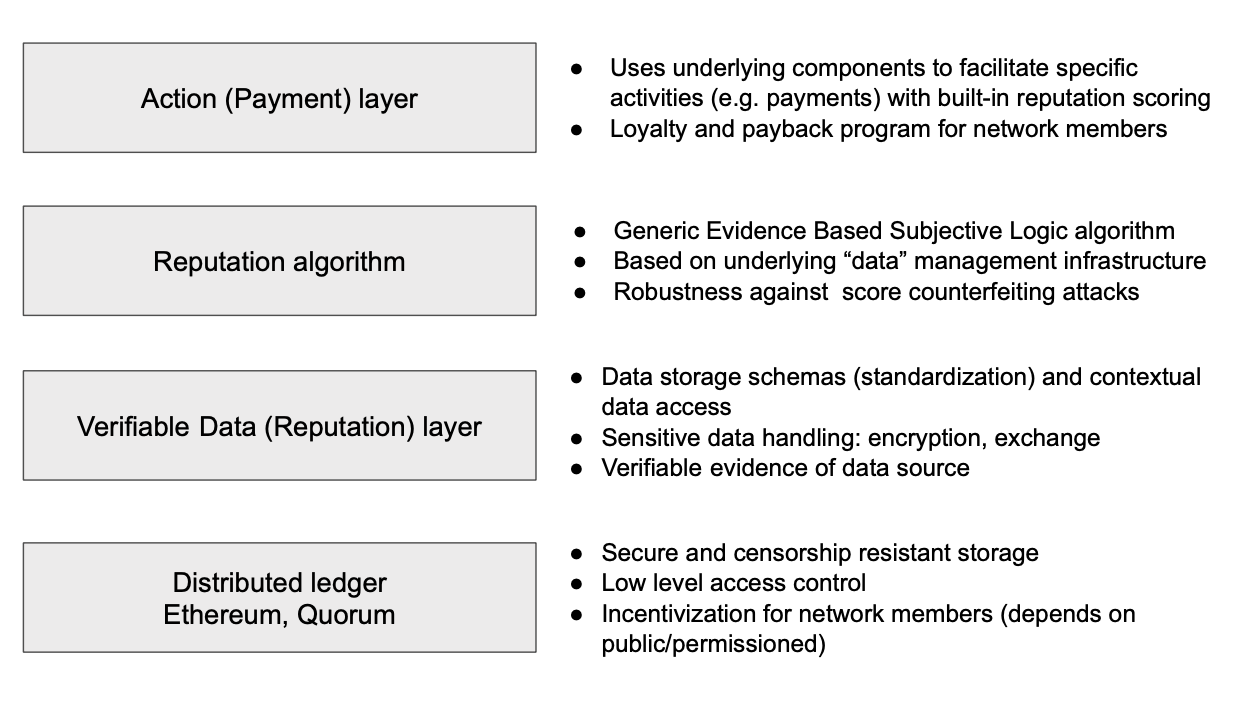 Action (Payment) layer
● Uses underlying components to facilitate specific
activities (e.g. payments) with built-in reputation scoring
● Loyalty and payback program for network members
Reputation algorithm
● Generic Evidence Based Subjective Logic algorithm
● Based on underlying “data” management infrastructure
● Robustness against  score counterfeiting attacks
Verifiable Data (Reputation) layer
● Data storage schemas (standardization) and contextual
data access
● Sensitive data handling: encryption, exchange
● Verifiable evidence of data source
Distributed ledger
Ethereum, Quorum
● Secure and censorship resistant storage
● Low level access control
● Incentivization for network members (depends on
public/permissioned)